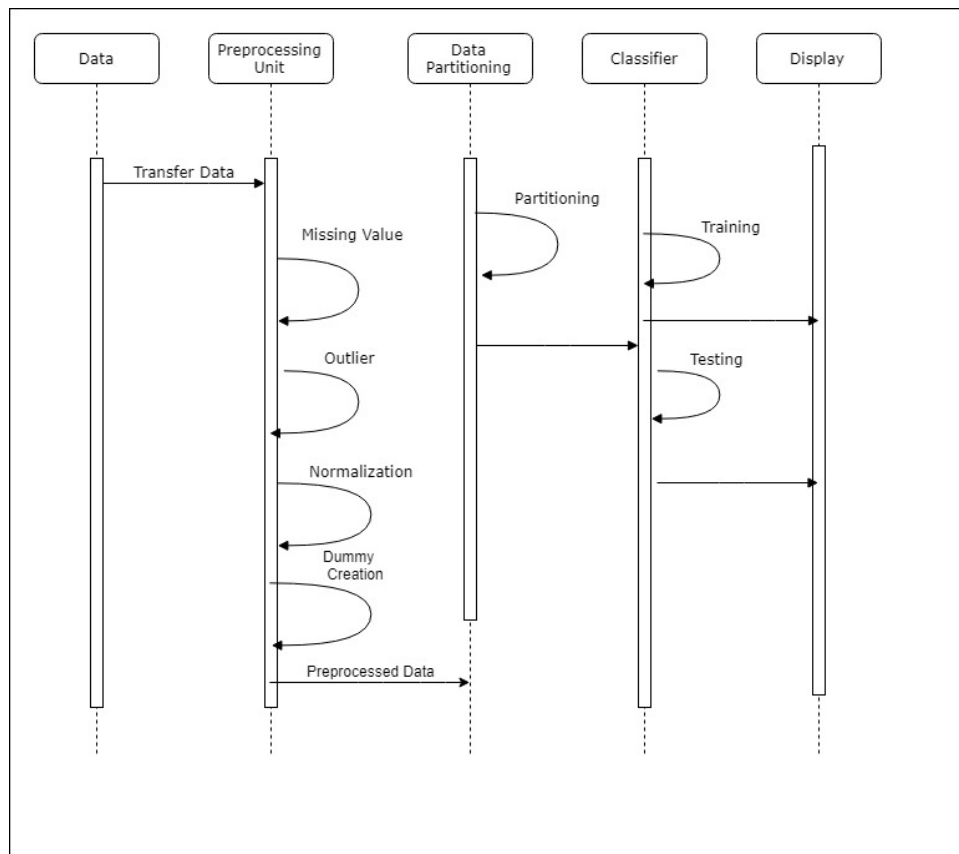 Data
Preprocessing
Unit
Data
Partitioning
Classifier
Display
Transfer Data
Partitioning
Training
Missing Value
Outlier
Testing
Normalization
Dummy
Creation
Preprocessed Data